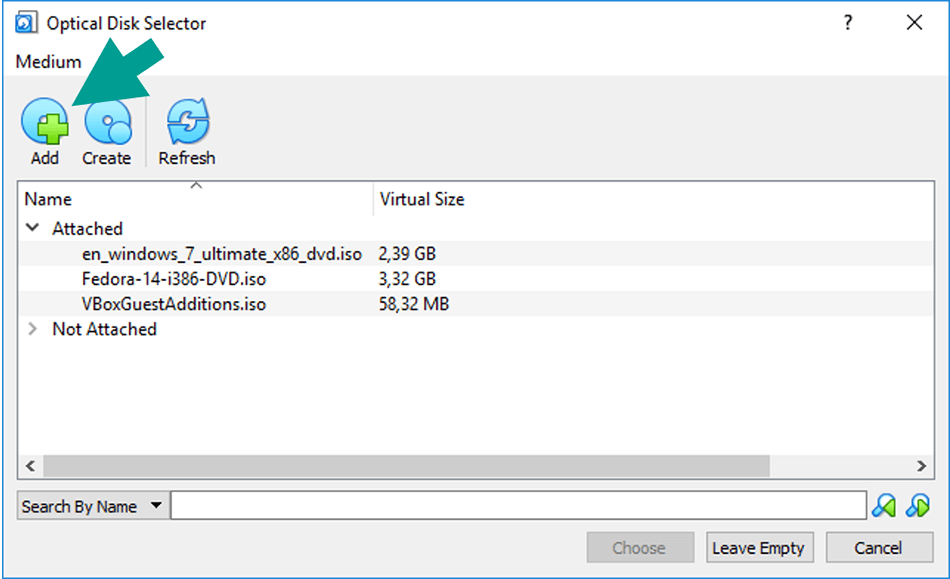 Optical Disk Selector
?
Medium
Add Create Refresh
Name Virtual Size
Attached
en_windows_7_ultimate_x86_dvd.iso 2,39 GB
Fedora-14-i386-DVD.iso 3,32 GB
VBoxGuestAdditions.iso 58,32 MB
Not Attached
Search By Name
Choose Leave Empty Cancel